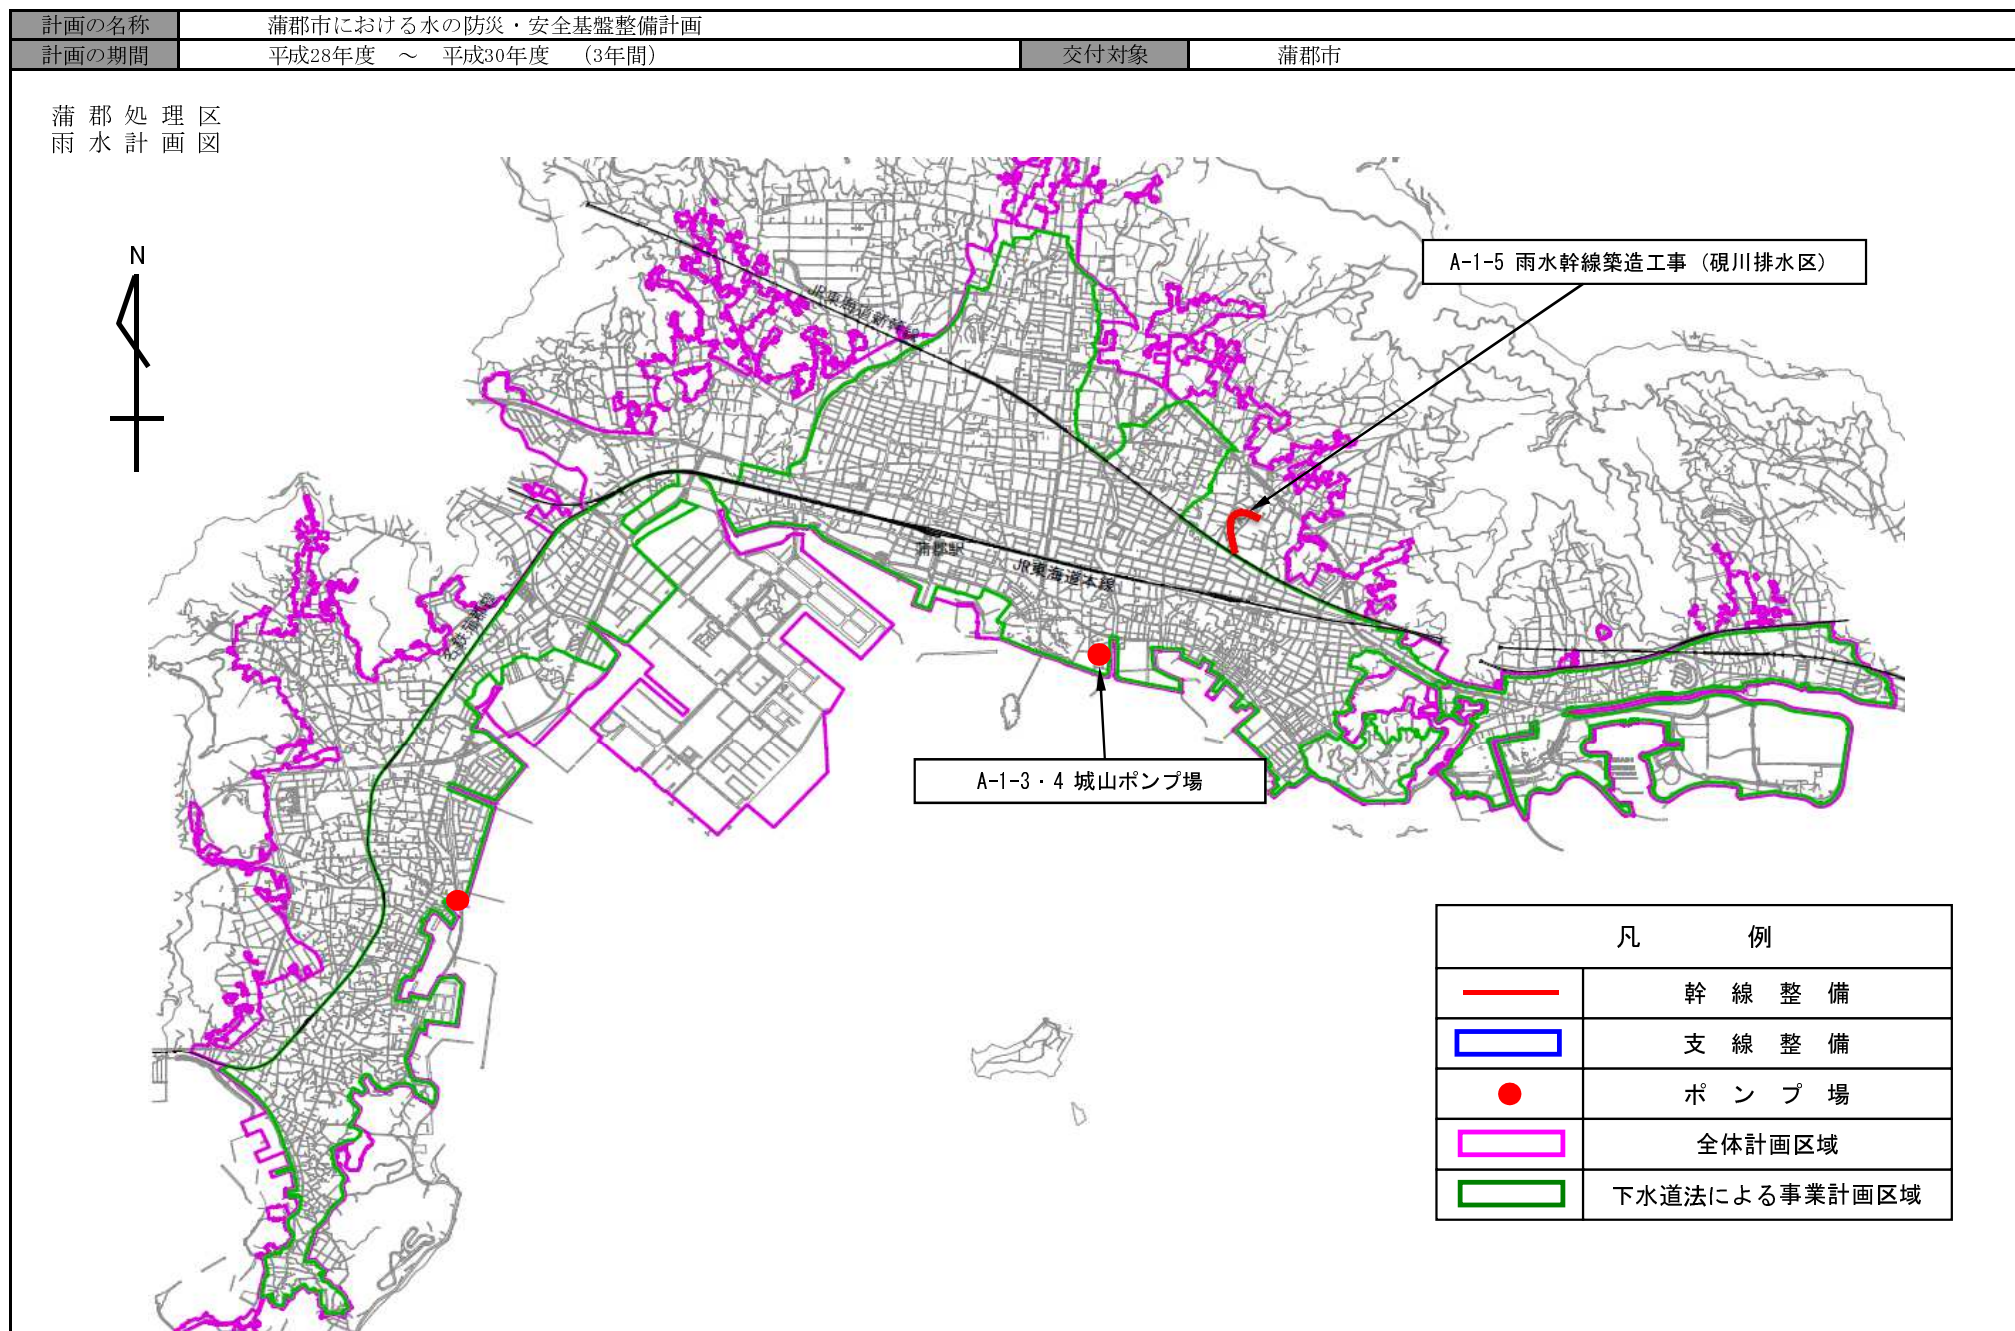 計画の名称 蒲郡市における水の防災・安全基盤整備計画
計画の期間 平成28年度 ～ 平成30年度 （3年間） 交付対象 蒲郡市
蒲郡処理区
雨水計画図
N
A-1-5 雨水幹線築造工事（硯川排水区）
JR東海道新幹線
蒲郡駅
JR東海道本線
名鉄蒲郡線
A-1-3・4 城山ポンプ場
凡例
幹線整備
支線整備
ポンプ場
全体計画区域
下水道法による事業計画区域